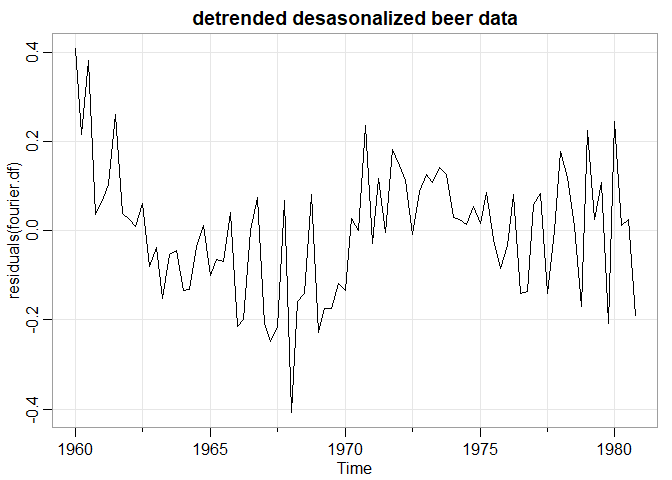 detrended desasonalized beer data
residuals(fourier.df)
0.4
0.2
0.0
-0.2
-0.4
1960 1965 1970 1975 1980
Time